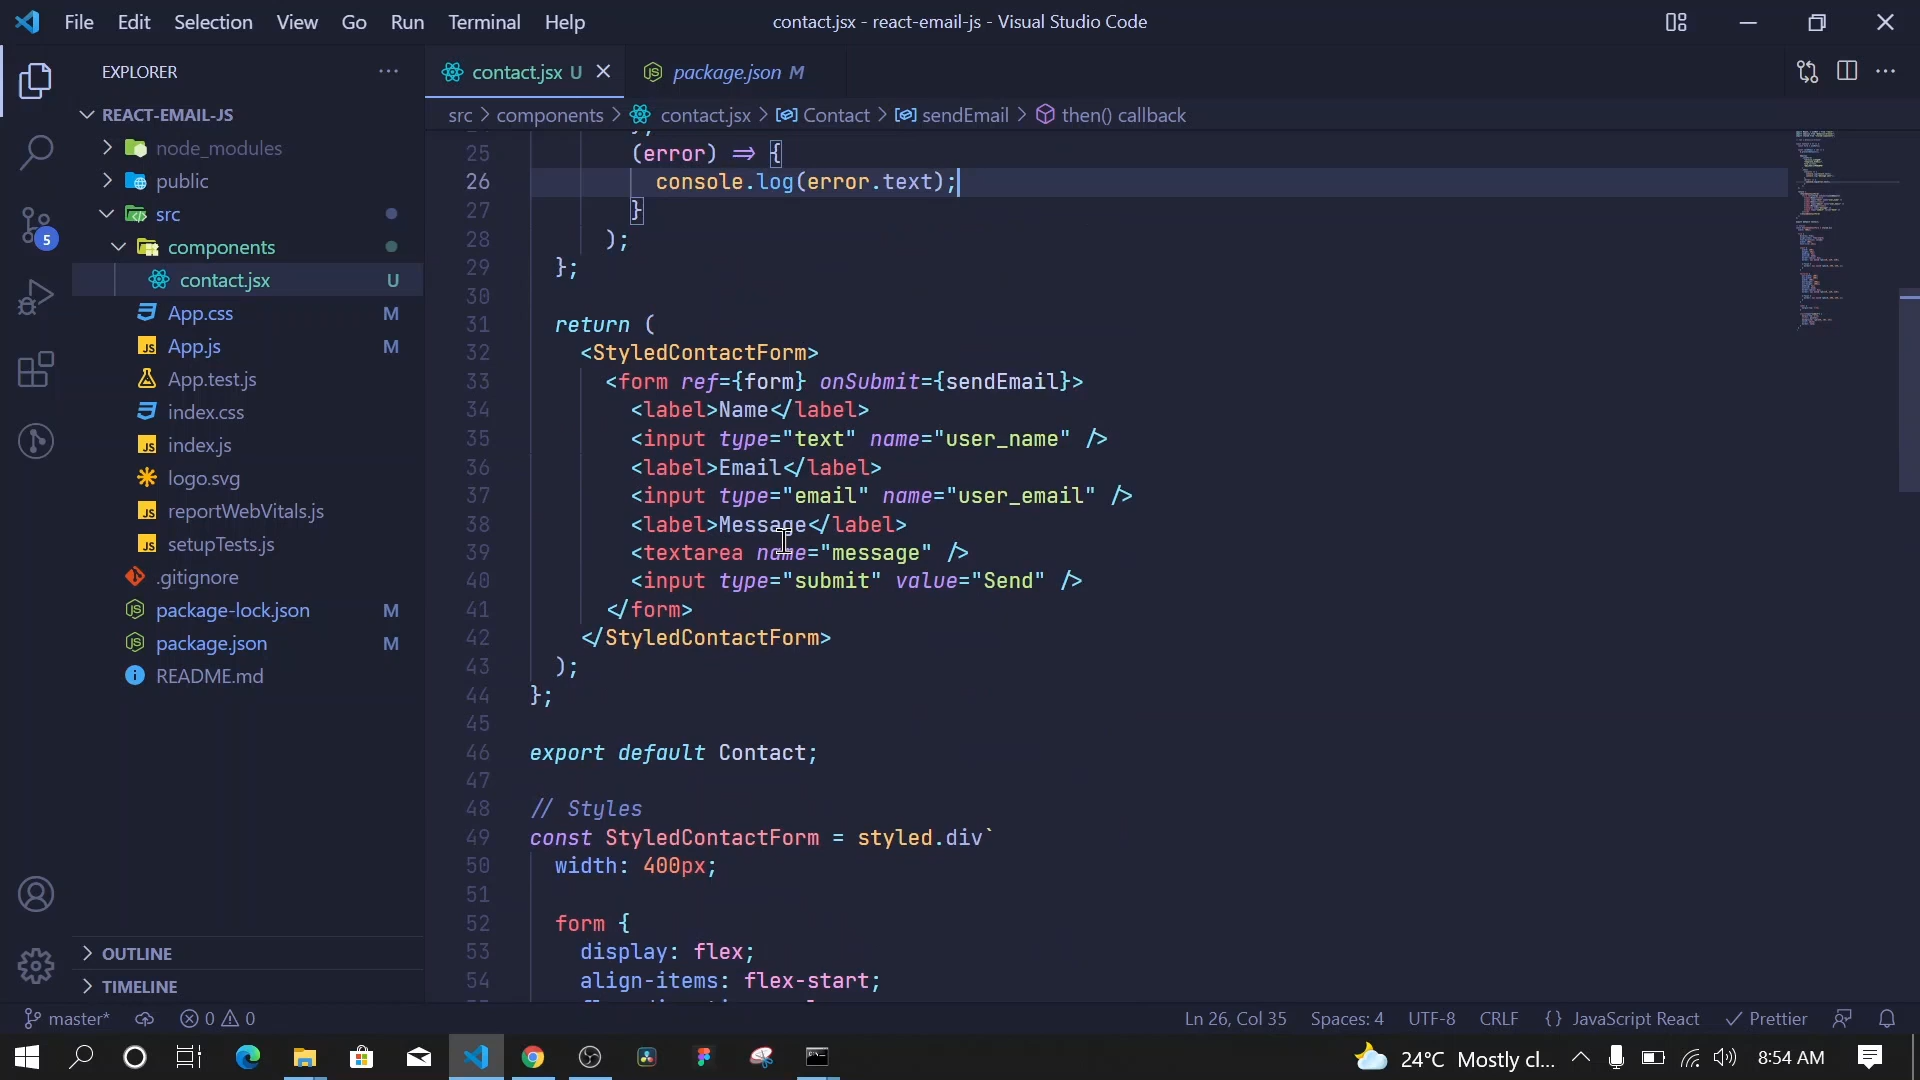 File Edit Selection View Go Run Terminal Help contact.jsx - react-email-js - Visual Studio Code
EXPLORER
contact.jsx U
package.json M
REACT-EMAIL-JS
src > components > contact.jsx > Contact > sendEmail > then() callback
node_modules
public
src
components
contact.jsx U
App.css M
App.js M
App.test.js
index.css
index.js
logo.svg
reportWebVitals.js
setupTests.js
.gitignore
package-lock.json M
package.json M
README.md
5
OUTLINE
TIMELINE
25 (error) => {
26 console.log(error.text);
27 }
28 );
29 };
30
31 return (
32 <StyledContactForm>
33 <form ref={form} onSubmit={sendEmail}>
34 <label>Name</label>
35 <input type="text" name="user_name" />
36 <label>Email</label>
37 <input type="email" name="user_email" />
38 <label>Message</label>
39 <textarea name="message" />
40 <input type="submit" value="Send" />
41 </form>
42 </StyledContactForm>
43 );
44 };
45
46 export default Contact;
47
48 // Styles
49 const StyledContactForm = styled.div`
50 width: 400px;
51
52 form {
53 display: flex;
54 align-items: flex-start;
master* 0 0 Ln 26, Col 35 Spaces: 4 UTF-8 CRLF {} JavaScript React Prettier
24°C Mostly cl... 8:54 AM